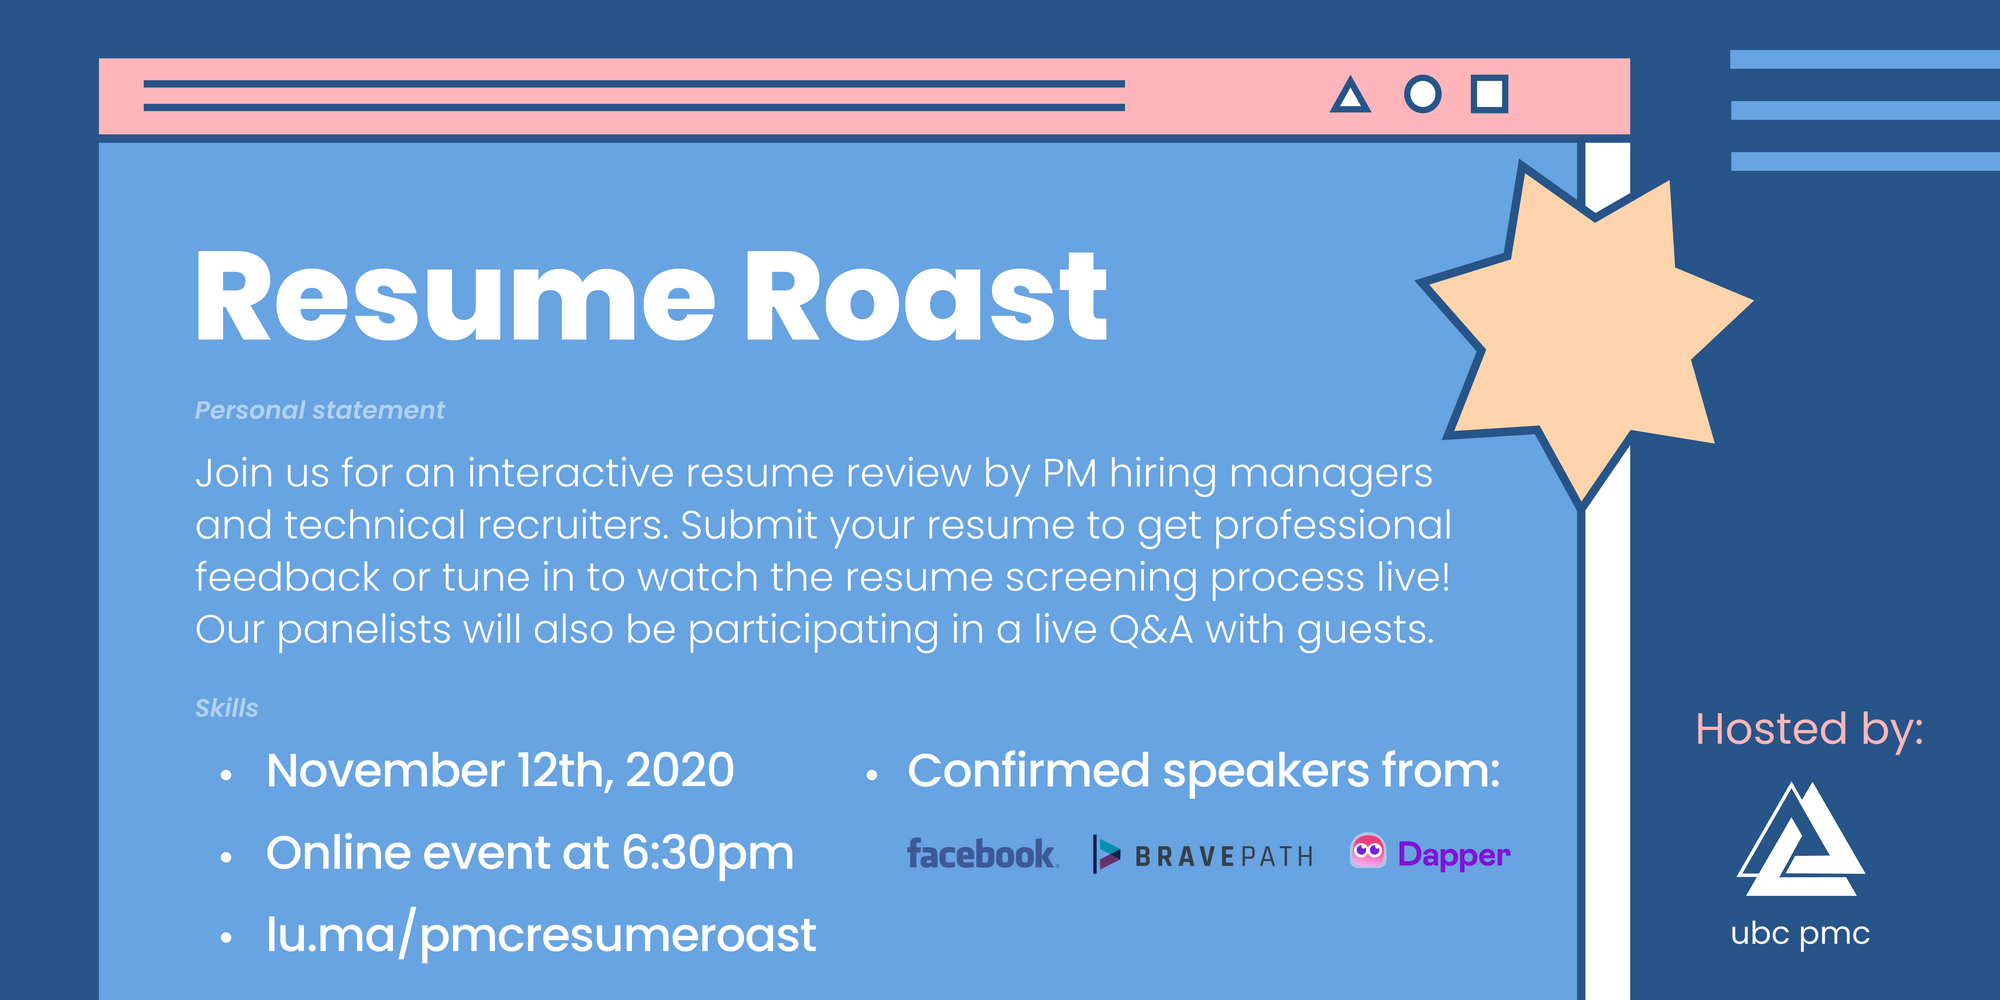 Resume Roast
Personal statement
Join us for an interactive resume review by PM hiring managers
and technical recruiters. Submit your resume to get professional
feedback or tune in to watch the resume screening process live!
Our panelists will also be participating in a live Q&A with guests.
Skills
• November 12th, 2020
• Online event at 6:30pm
• lu.ma/pmcresumeroast
• Confirmed speakers from:
facebook. BRAVEPATH Dapper
Hosted by:
ubc pmc